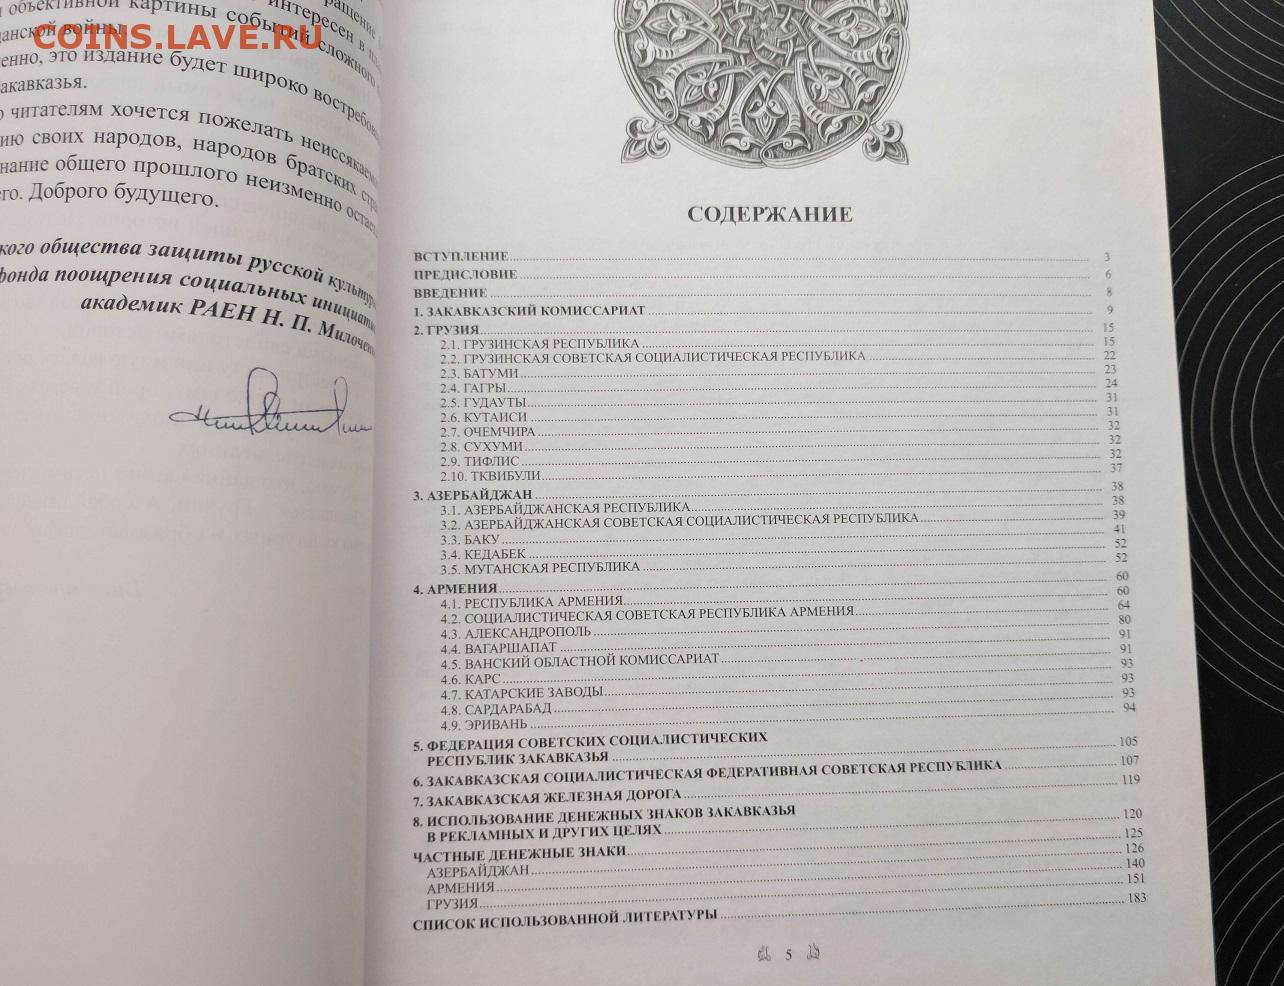 COINS.LAVE.RU
объективной картины событий сложного
интересен в
данской войны.
это издание будет широко
акавказья.
читателям хочется пожелать
своих народов, народов братских
общего прошлого неизменно
его. Доброго будущего.
кого общества защиты русской
фонда поощрения социальных
академик РАЕН Н. П.
СОДЕРЖАНИЕ
ВСТУПЛЕНИЕ 3
ПРЕДИСЛОВИЕ 6
ВВЕДЕНИЕ 8
1. ЗАКАВКАЗСКИЙ КОМИССАРИАТ 9
2. ГРУЗИЯ 15
2.1. ГРУЗИНСКАЯ РЕСПУБЛИКА 15
2.2. ГРУЗИНСКАЯ СОВЕТСКАЯ СОЦИАЛИСТИЧЕСКАЯ РЕСПУБЛИКА 22
2.3. БАТУМИ 23
2.4. ГАГРЫ 24
2.5. ГУДАУТЫ 31
2.6. КУТАИСИ 31
2.7. ОЧЕМЧИРА 32
2.8. СУХУМИ 32
2.9. ТИФЛИС 32
2.10. ТКВИБУЛИ 37
3. АЗЕРБАЙДЖАН 38
3.1. АЗЕРБАЙДЖАНСКАЯ РЕСПУБЛИКА 38
3.2. АЗЕРБАЙДЖАНСКАЯ СОВЕТСКАЯ СОЦИАЛИСТИЧЕСКАЯ РЕСПУБЛИКА 39
3.3. БАКУ 41
3.4. КЕДАБЕК 52
3.5. МУГАНСКАЯ РЕСПУБЛИКА 52
4. АРМЕНИЯ 60
4.1. РЕСПУБЛИКА АРМЕНИЯ 60
4.2. СОЦИАЛИСТИЧЕСКАЯ СОВЕТСКАЯ РЕСПУБЛИКА АРМЕНИЯ 64
4.3. АЛЕКСАНДРОПОЛЬ 80
4.4. ВАГАРШАПАТ 91
4.5. ВАНСКИЙ ОБЛАСТНОЙ КОМИССАРИАТ 91
4.6. КАРС 93
4.7. КАТАРСКИЕ ЗАВОДЫ 93
4.8. САРДАРАБАД 93
4.9. ЭРИВАНЬ 94
5. ФЕДЕРАЦИЯ СОВЕТСКИХ СОЦИАЛИСТИЧЕСКИХ
РЕСПУБЛИК ЗАКАВКАЗЬЯ 105
6. ЗАКАВКАЗСКАЯ СОЦИАЛИСТИЧЕСКАЯ ФЕДЕРАТИВНАЯ СОВЕТСКАЯ РЕСПУБЛИКА 107
7. ЗАКАВКАЗСКАЯ ЖЕЛЕЗНАЯ ДОРОГА 119
8. ИСПОЛЬЗОВАНИЕ ДЕНЕЖНЫХ ЗНАКОВ ЗАКАВКАЗЬЯ
В РЕКЛАМНЫХ И ДРУГИХ ЦЕЛЯХ 120
ЧАСТНЫЕ ДЕНЕЖНЫЕ ЗНАКИ 125
АЗЕРБАЙДЖАН 126
АРМЕНИЯ 140
ГРУЗИЯ 151
СПИСОК ИСПОЛЬЗОВАННОЙ ЛИТЕРАТУРЫ 183
5